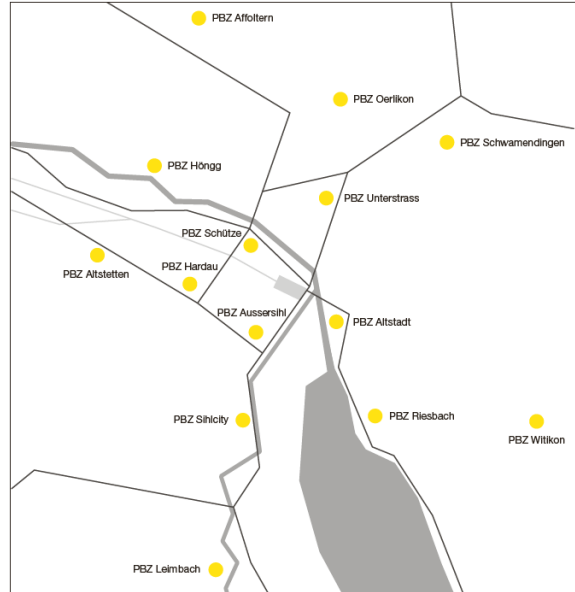 PBZ Affoltern
PBZ Oerlikon
PBZ Schwamendingen
PBZ Höngg
PBZ Unterstrass
PBZ Schütze
PBZ Hardau
PBZ Altstetten
PBZ Aussersihl
PBZ Altstadt
PBZ Sihlcity
PBZ Riesbach
PBZ Witikon
PBZ Leimbach